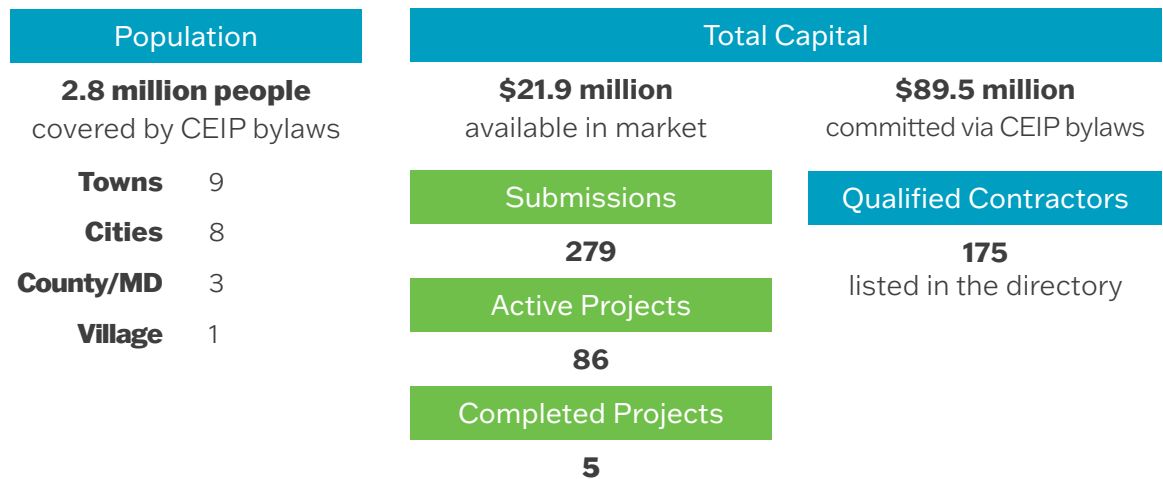 Population
2.8 million people
covered by CEIP bylaws
Towns 9
Cities 8
County/MD 3
Village 1
Total Capital
$21.9 million
available in market
$89.5 million
committed via CEIP bylaws
Submissions
279
Active Projects
86
Completed Projects
5
Qualified Contractors
175
listed in the directory